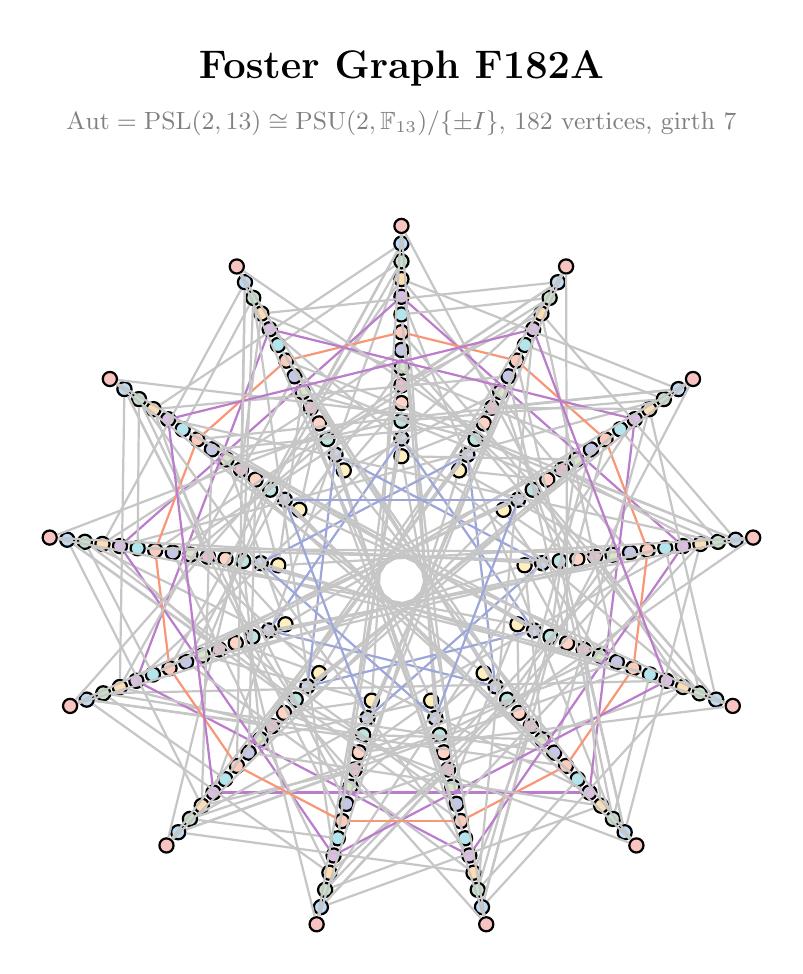 Foster Graph F182A
Aut = PSL(2, 13) ≅ PSU(2, 𝔽₁₃)/{±I}, 182 vertices, girth 7